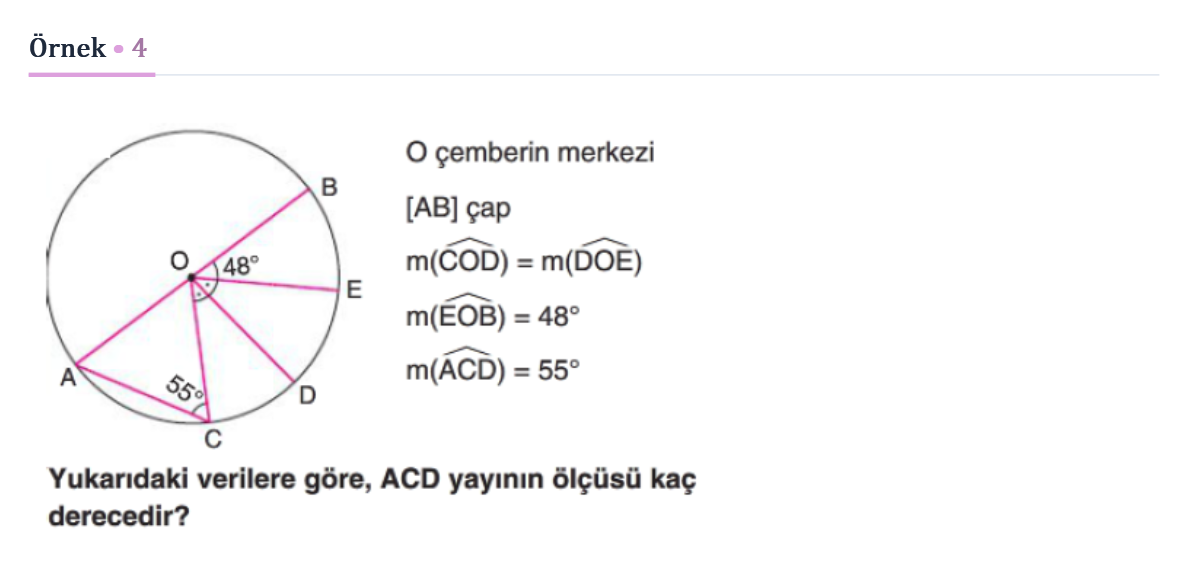 Örnek • 4
O çemberin merkezi
[AB] çap
m(COD) = m(DOE)
m(EOB) = 48°
m(ACD) = 55°
B
O
48°
E
A
55°
D
C
Yukarıdaki verilere göre, ACD yayının ölçüsü kaç
derecedir?